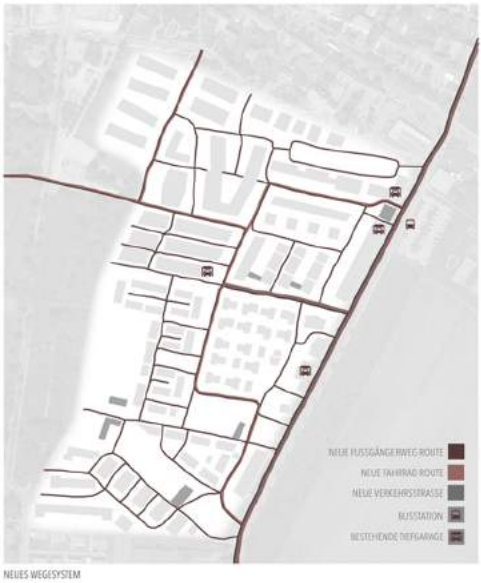 NEUE FUSSGÄNGERWEG ROUTE
NEUE FAHRRAD ROUTE
NEUE VERKEHRSSTRASSE
BUSSTATION
BESTEHENDE TIEFGARAGE
NEUES WEGESYSTEM